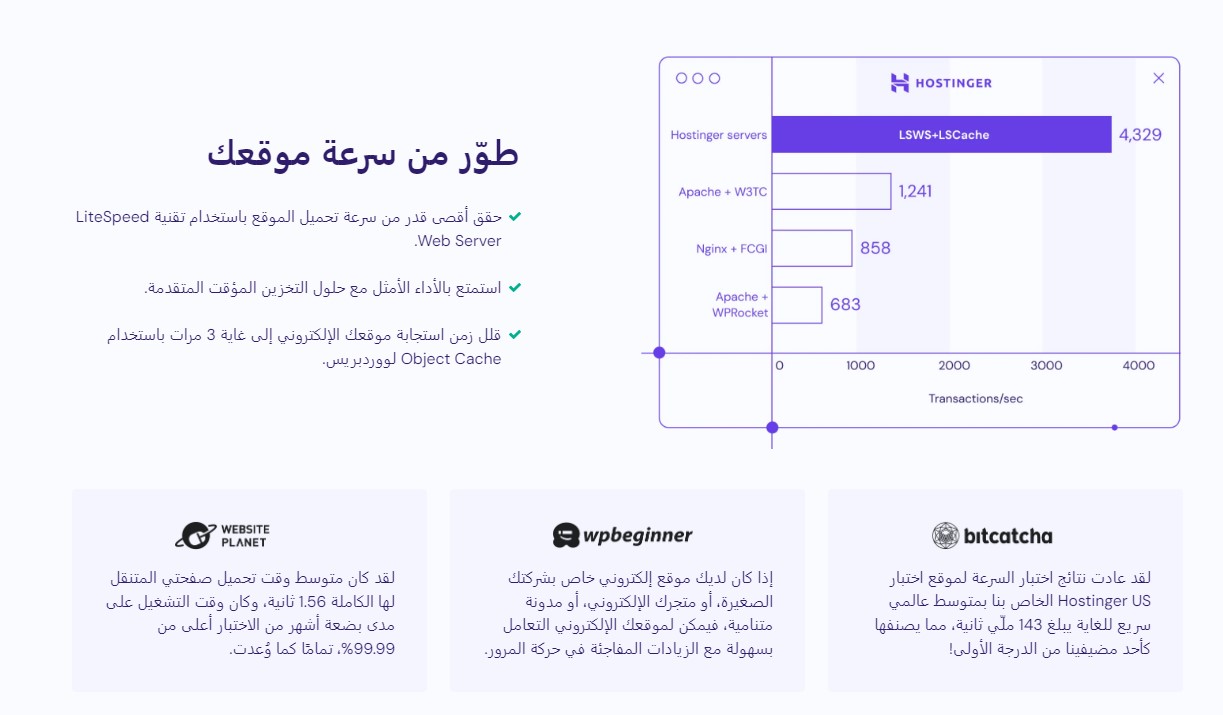 HOSTINGER
Hostinger servers
LSWS+LSCache
4,329
Apache + W3TC
1,241
Nginx + FCGI
858
Apache +
WPRocket
683
0 1000 2000 3000 4000
Transactions/sec
طوّر من سرعة موقعك
حقق أقصى قدر من سرعة تحميل الموقع باستخدام تقنية LiteSpeed
Web Server.
استمتع بالأداء الأمثل مع حلول التخزين المؤقت المتقدمة.
قلل زمن استجابة موقعك الإلكتروني إلى غاية 3 مرات باستخدام
Object Cache لووردبريس.
bitcatcha
لقد عادت نتائج اختبار السرعة لموقع اختبار
Hostinger US الخاص بنا بمتوسط عالمي
سريع للغاية يبلغ 143 ملّي ثانية، مما يصنفها
كأحد مضيفينا من الدرجة الأولى!
wpbeginner
إذا كان لديك موقع إلكتروني خاص بشركتك
الصغيرة، أو متجرك الإلكتروني، أو مدونة
متنامية، فيمكن لموقعك الإلكتروني التعامل
بسهولة مع الزيادات المفاجئة في حركة المرور.
WEBSITE
PLANET
لقد كان متوسط وقت تحميل صفحتي المتنقل
لها الكاملة 1.56 ثانية، وكان وقت التشغيل على
مدى بضعة أشهر من الاختبار أعلى من
99.99%، تمامًا كما وُعدت.